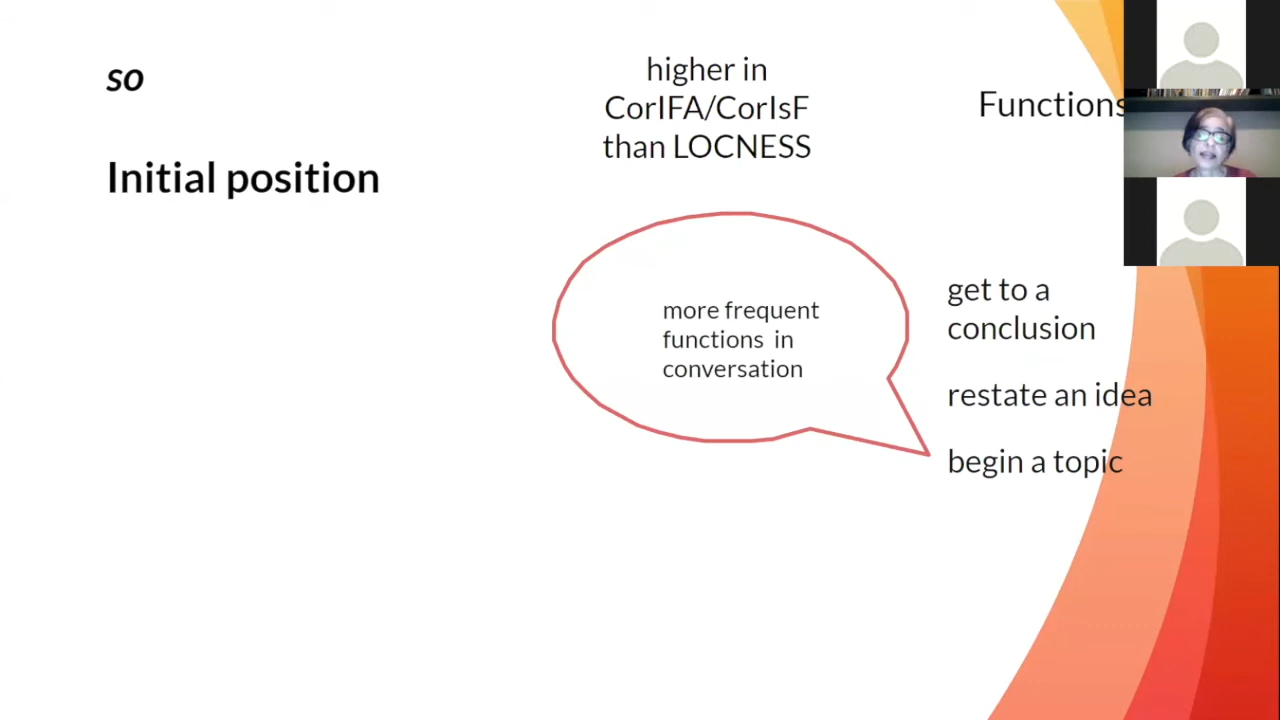 so
Initial position
higher in
CorIFA/CorIsF
than LOCNESS
Functions
more frequent
functions in
conversation
get to a
conclusion
restate an idea
begin a topic